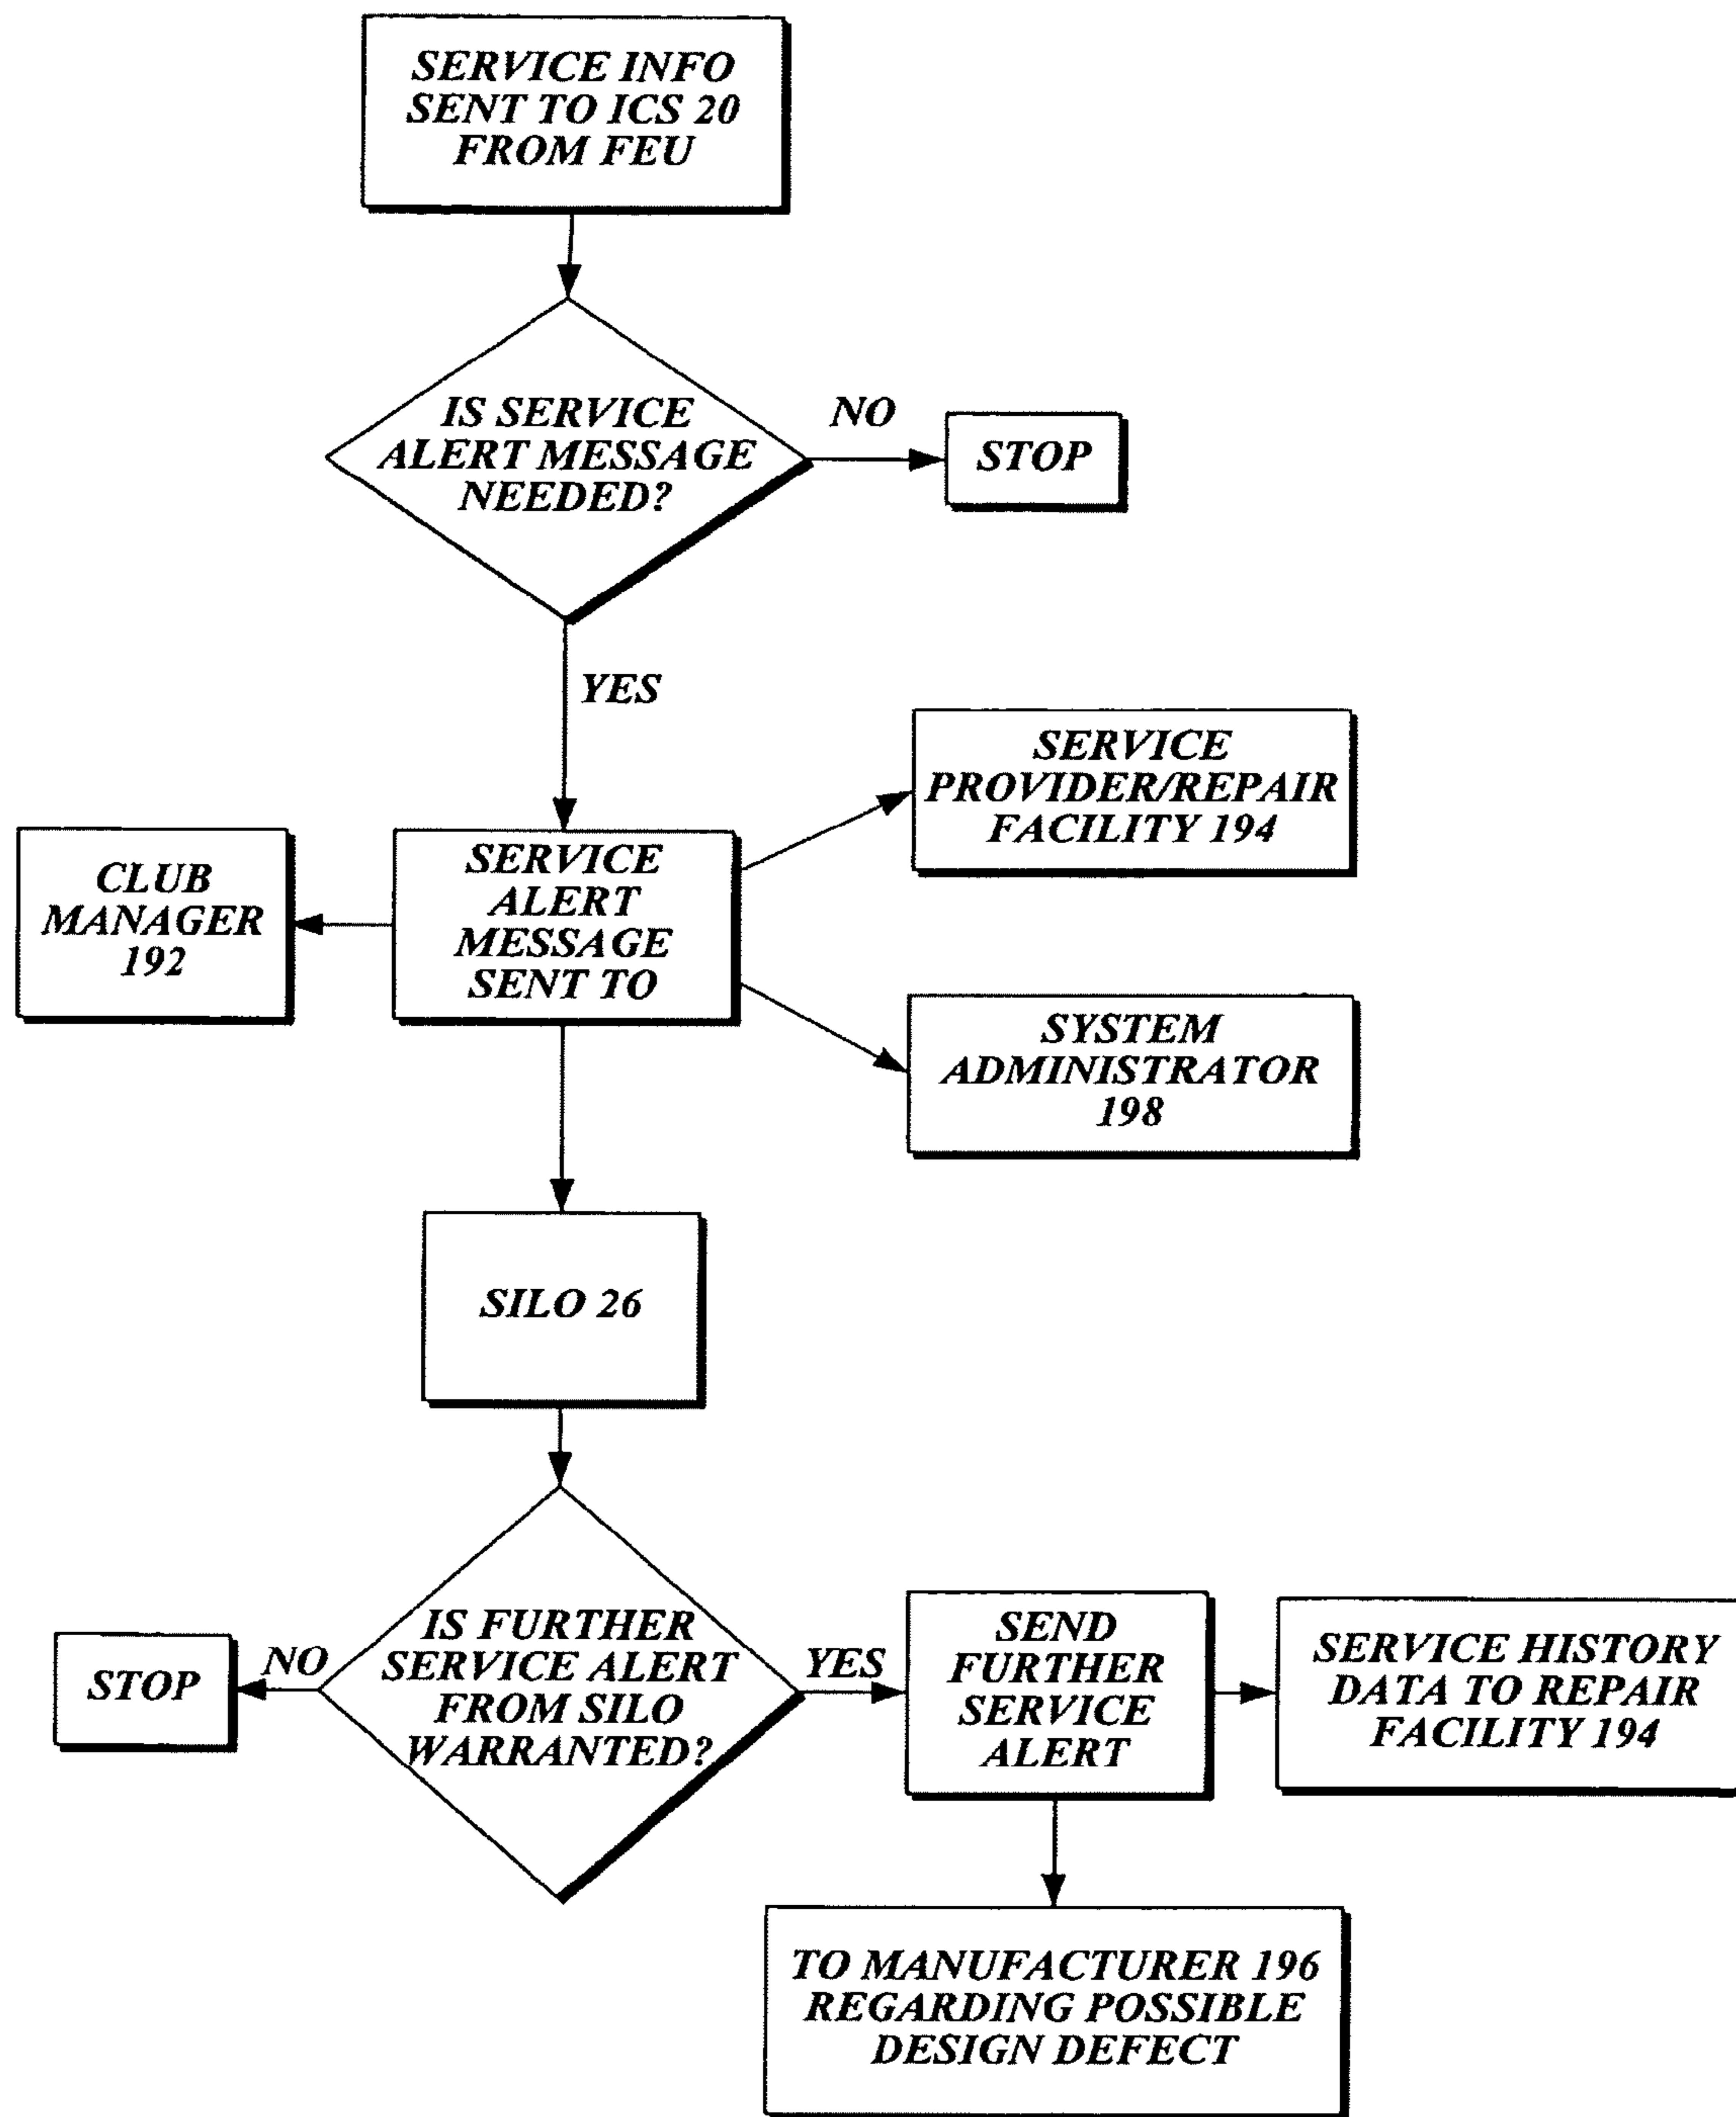 SERVICE INFO
SENT TO ICS 20
FROM FEU
IS SERVICE
ALERT MESSAGE
NEEDED?
NO
STOP
YES
SERVICE
PROVIDER/REPAIR
FACILITY 194
CLUB
MANAGER
192
SERVICE
ALERT
MESSAGE
SENT TO
SYSTEM
ADMINISTRATOR
198
SILO 26
IS FURTHER
SERVICE ALERT
FROM SILO
WARRANTED?
NO
STOP
YES
SEND
FURTHER
SERVICE
ALERT
SERVICE HISTORY
DATA TO REPAIR
FACILITY 194
TO MANUFACTURER 196
REGARDING POSSIBLE
DESIGN DEFECT